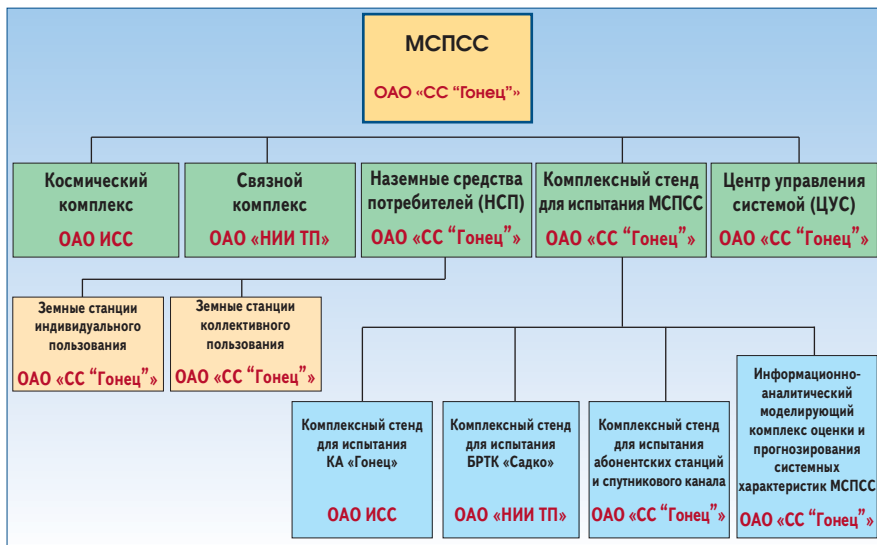 МСПСС
ОАО «СС "Гонец"»
Космический
комплекс
ОАО ИСС
Связной
комплекс
ОАО «НИИ ТП»
Наземные средства
потребителей (НСП)
ОАО «СС "Гонец"»
Комплексный стенд
для испытания МСПСС
ОАО «СС "Гонец"»
Центр управления
системой (ЦУС)
ОАО «СС "Гонец"»
Земные станции
индивидуального
пользования
ОАО «СС "Гонец"»
Земные станции
коллективного
пользования
ОАО «СС "Гонец"»
Комплексный стенд
для испытания
КА «Гонец»
ОАО ИСС
Комплексный стенд
для испытания
БРТК «Садко»
ОАО «НИИ ТП»
Комплексный стенд
для испытания
абонентских станций
и спутникового канала
ОАО «СС "Гонец"»
Информационно-
аналитический
моделирующий
комплекс оценки и
прогнозирования
системных
характеристик МСПСС
ОАО «СС "Гонец"»